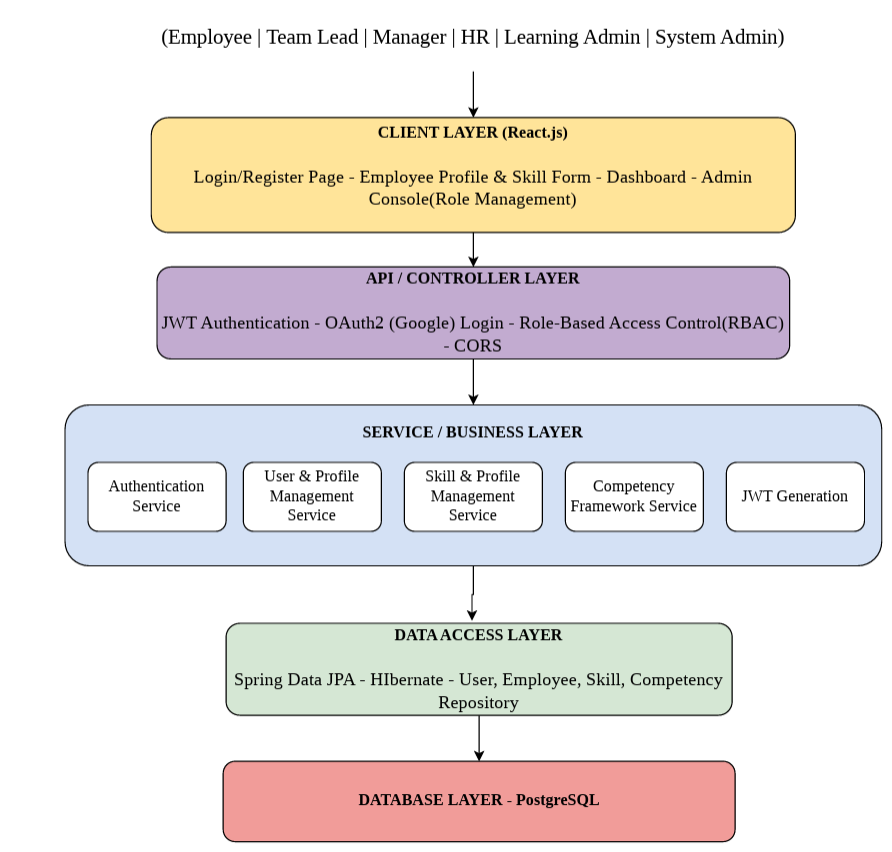 (Employee | Team Lead | Manager | HR | Learning Admin | System Admin)
CLIENT LAYER (React.js)
Login/Register Page - Employee Profile & Skill Form - Dashboard - Admin
Console(Role Management)
API / CONTROLLER LAYER
JWT Authentication - OAuth2 (Google) Login - Role-Based Access Control(RBAC)
- CORS
SERVICE / BUSINESS LAYER
Authentication
Service
User & Profile
Management
Service
Skill & Profile
Management
Service
Competency
Framework Service
JWT Generation
DATA ACCESS LAYER
Spring Data JPA - HIbernate - User, Employee, Skill, Competency
Repository
DATABASE LAYER - PostgreSQL